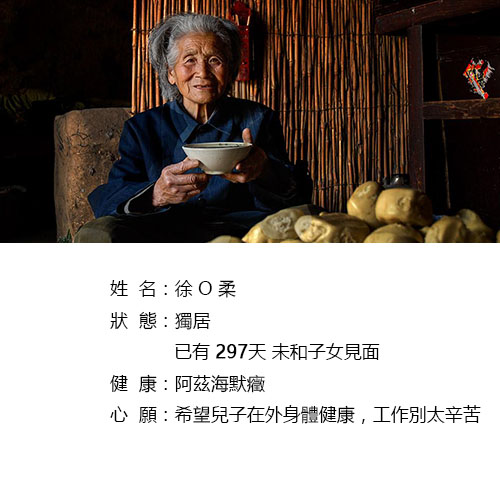 姓 名：徐 O 柔
狀 態：獨居
已有 297天 未和子女見面
健 康：阿茲海默癥
心 願：希望兒子在外身體健康，工作別太辛苦